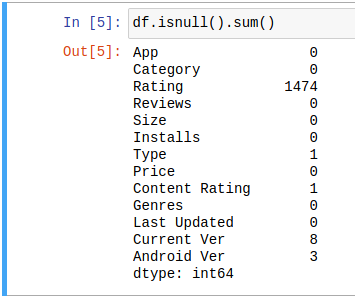 In [5]: df.isnull().sum()
Out[5]: App 0
Category 0
Rating 1474
Reviews 0
Size 0
Installs 0
Type 1
Price 0
Content Rating 1
Genres 0
Last Updated 0
Current Ver 8
Android Ver 3
dtype: int64